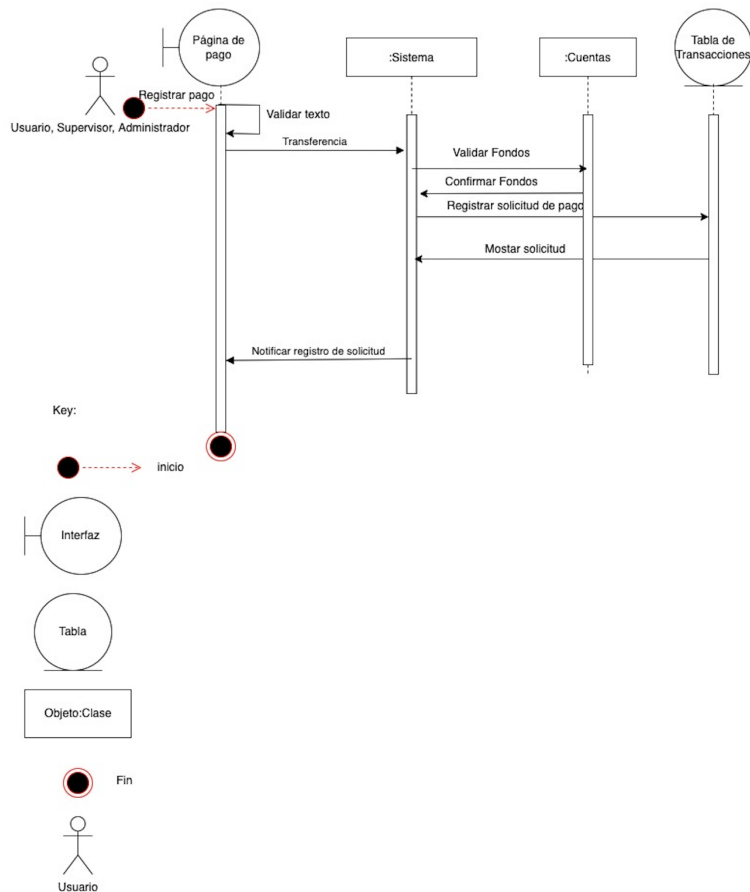 Página de
pago
:Sistema
:Cuentas
Tabla de
Transacciones
Registrar pago
Usuario, Supervisor, Administrador
Validar texto
Transferencia
Validar Fondos
Confirmar Fondos
Registrar solicitud de pago
Mostar solicitud
Notificar registro de solicitud
Key:
inicio
Interfaz
Tabla
Objeto:Clase
Fin
Usuario